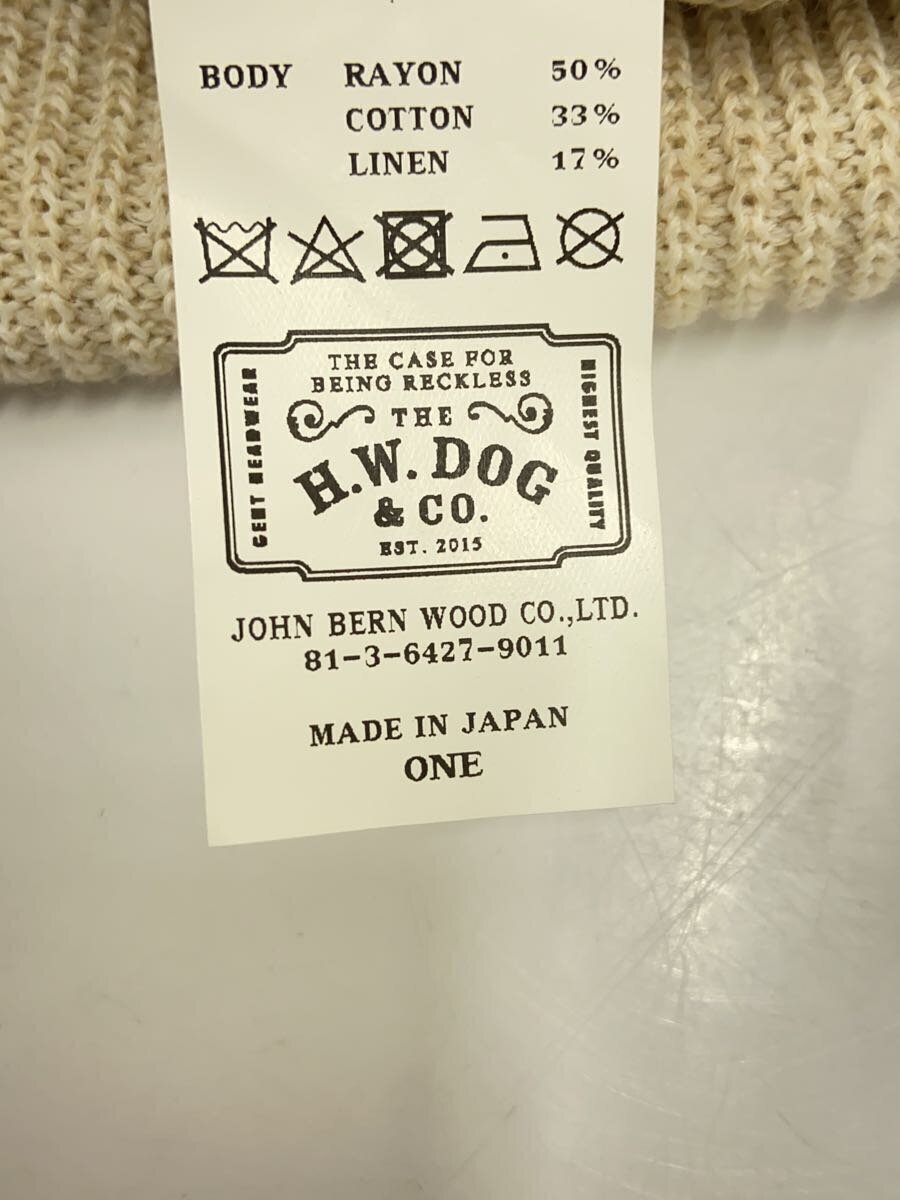 BODY RAYON 50%
COTTON 33%
LINEN 17%
THE CASE FOR
BEING RECKLESS
GENT HEADWEAR
HIGHEST QUALITY
THE
H.W. DOG
& CO.
EST. 2015
JOHN BERN WOOD CO.,LTD.
81-3-6427-9011
MADE IN JAPAN
ONE